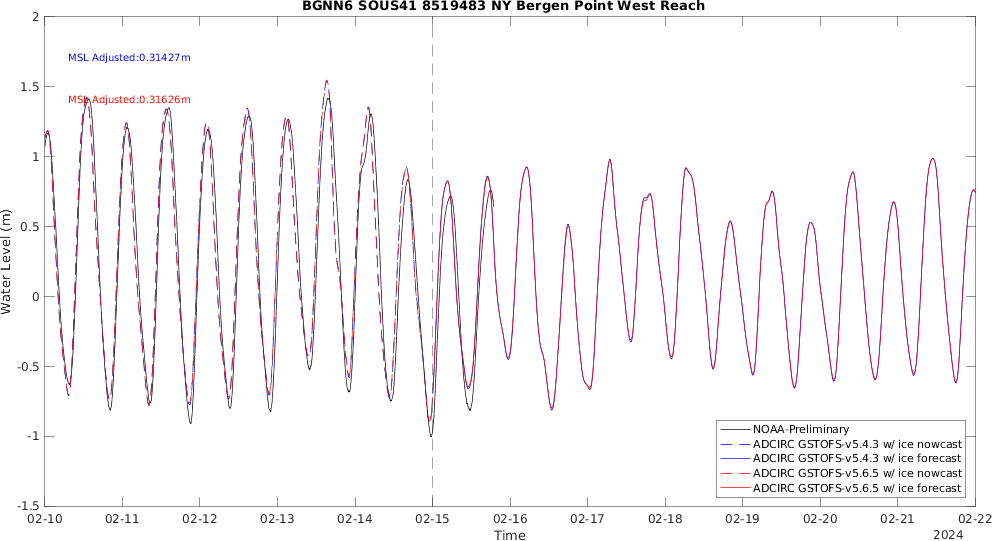 BGNN6 SOUS41 8519483 NY Bergen Point West Reach
2
1.5
1
0.5
0
-0.5
-1
-1.5
Water Level (m)
MSL Adjusted:0.31427m
MSL Adjusted:0.31626m
NOAA-Preliminary
ADCIRC GSTOFS-v5.4.3 w/ ice nowcast
ADCIRC GSTOFS-v5.4.3 w/ ice forecast
ADCIRC GSTOFS-v5.6.5 w/ ice nowcast
ADCIRC GSTOFS-v5.6.5 w/ ice forecast
02-10 02-11 02-12 02-13 02-14 02-15 02-16 02-17 02-18 02-19 02-20 02-21 02-22
Time
2024